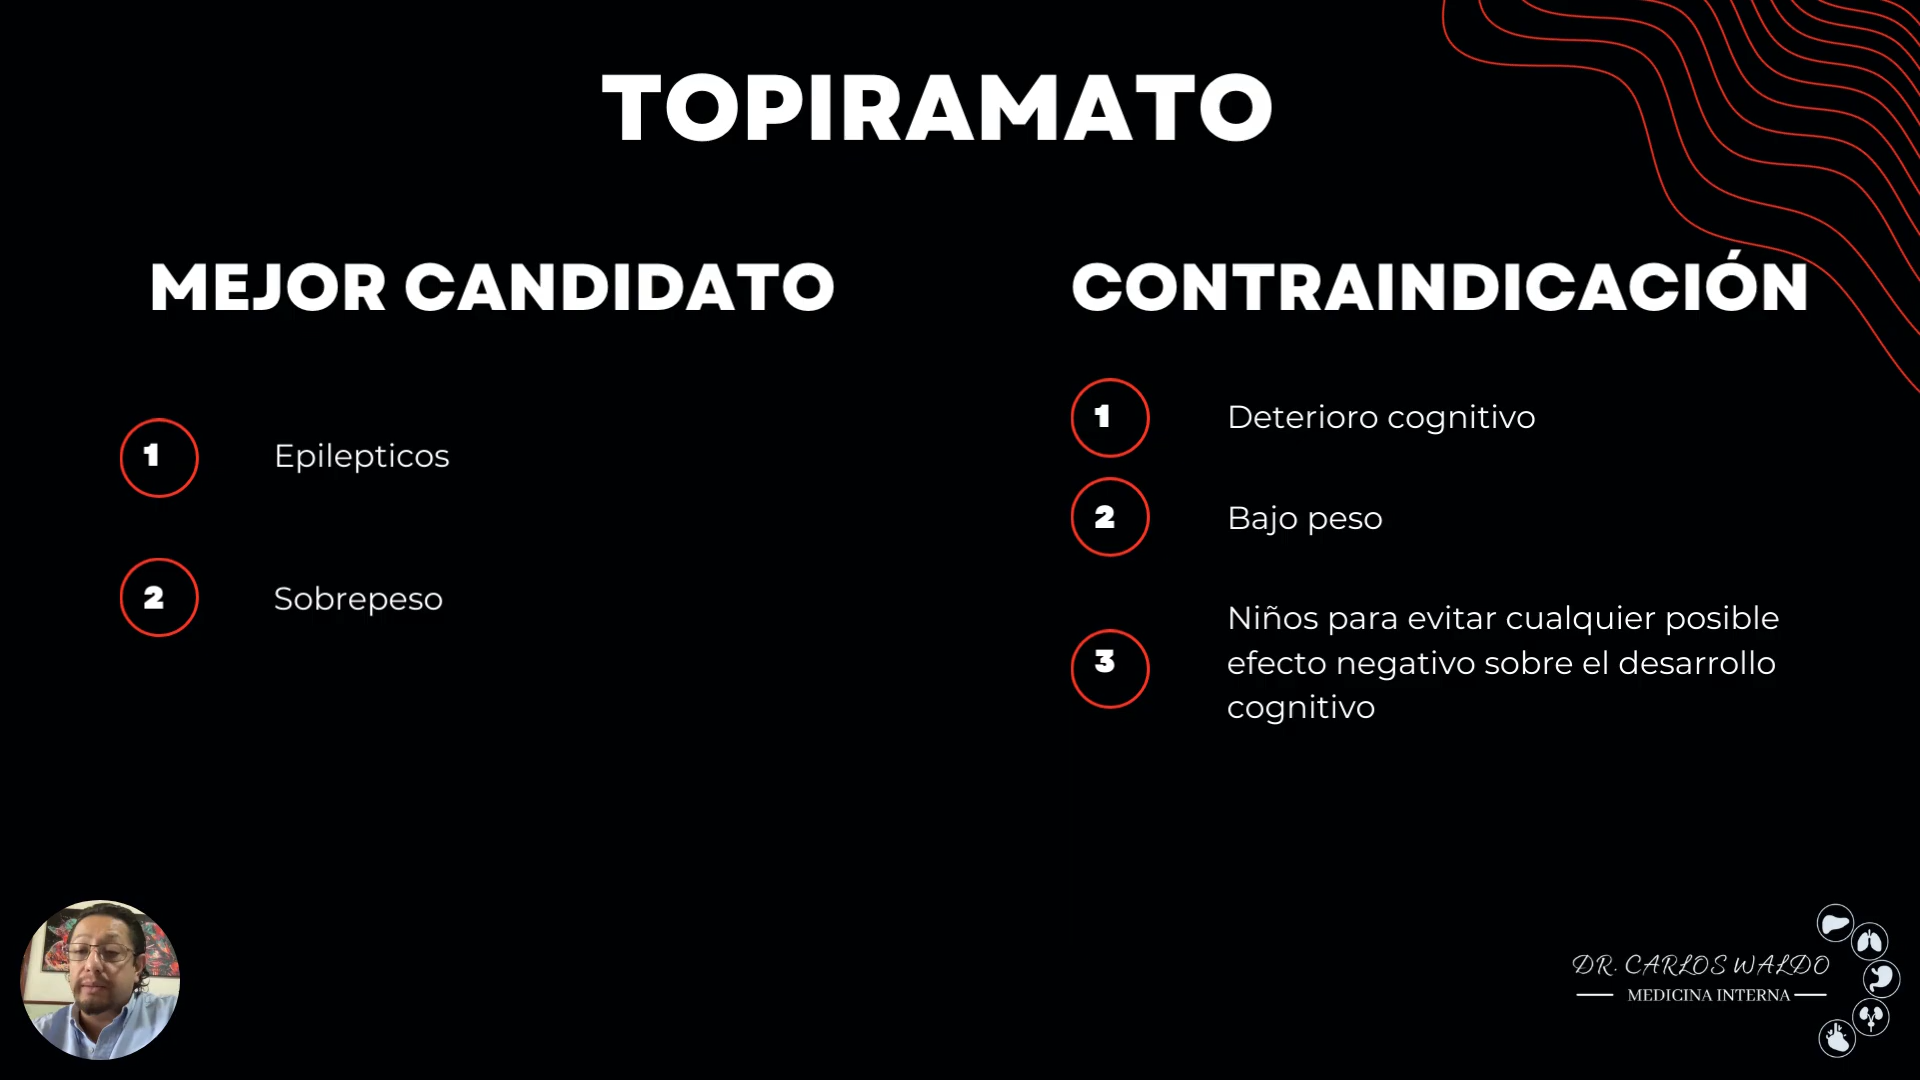 TOPIRAMATO
MEJOR CANDIDATO
1
Epilepticos
2
Sobrepeso
CONTRAINDICACIÓN
1
Deterioro cognitivo
2
Bajo peso
3
Niños para evitar cualquier posible
efecto negativo sobre el desarrollo
cognitivo
DR. CARLOS WALDO
MEDICINA INTERNA